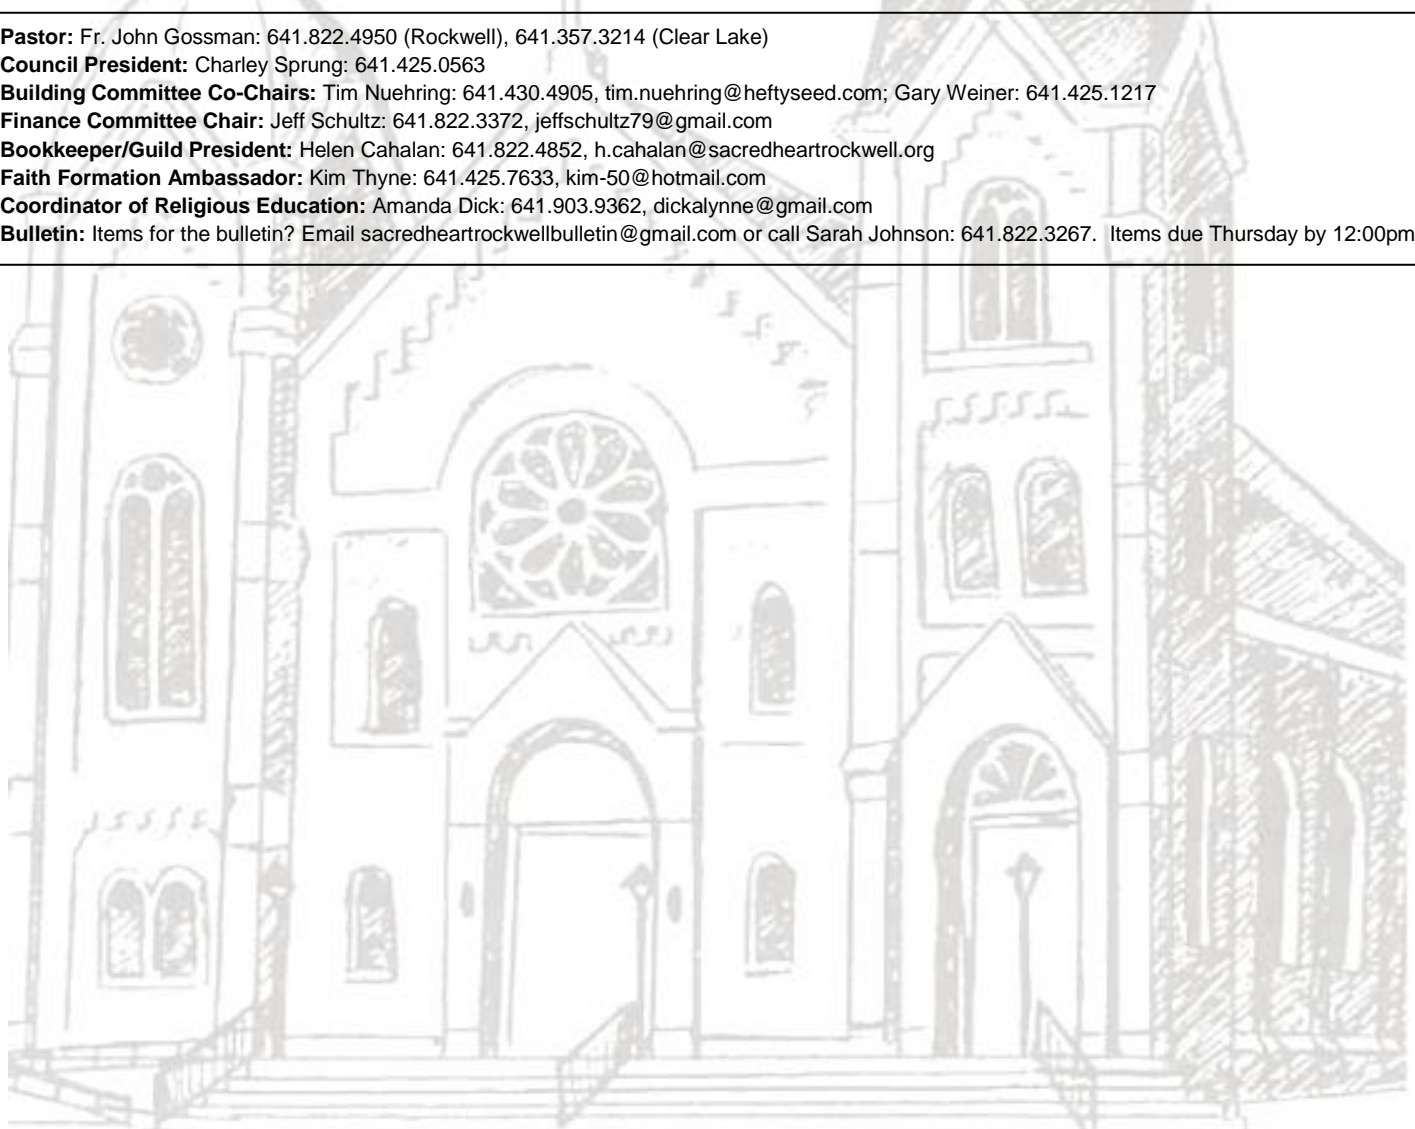 Pastor: Fr. John Gossman: 641.822.4950 (Rockwell), 641.357.3214 (Clear Lake)
Council President: Charley Sprung: 641.425.0563
Building Committee Co-Chairs: Tim Nuehring: 641.430.4905, tim.nuehring@heftyseed.com; Gary Weiner: 641.425.1217
Finance Committee Chair: Jeff Schultz: 641.822.3372, jeffschultz79@gmail.com
Bookkeeper/Guild President: Helen Cahalan: 641.822.4852, h.cahalan@sacredheartrockwell.org
Faith Formation Ambassador: Kim Thyne: 641.425.7633, kim-50@hotmail.com
Coordinator of Religious Education: Amanda Dick: 641.903.9362, dickalynne@gmail.com
Bulletin: Items for the bulletin? Email sacredheartrockwellbulletin@gmail.com or call Sarah Johnson: 641.822.3267.  Items due Thursday by 12:00pm